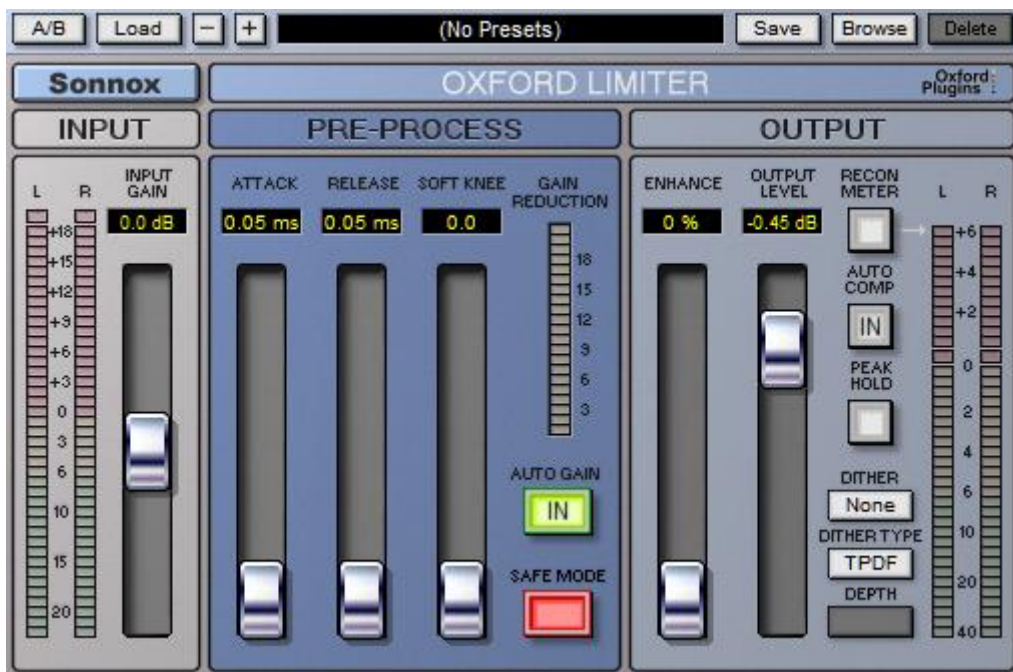 A/B Load − + (No Presets) Save Browse Delete
Sonnox OXFORD LIMITER Oxford Plugins
INPUT PRE-PROCESS OUTPUT
L R INPUT GAIN
0.0 dB
+18
+15
+12
+9
+6
+3
0
3
6
10
15
20
ATTACK RELEASE SOFT KNEE GAIN REDUCTION
0.05 ms 0.05 ms 0.0
18
15
12
9
6
3
AUTO GAIN
IN
SAFE MODE
ENHANCE OUTPUT LEVEL RECON METER L R
0 % -0.45 dB
AUTO COMP
IN
PEAK HOLD
DITHER
None
DITHER TYPE
TPDF
DEPTH
+6
+4
+2
0
2
4
6
10
20
40